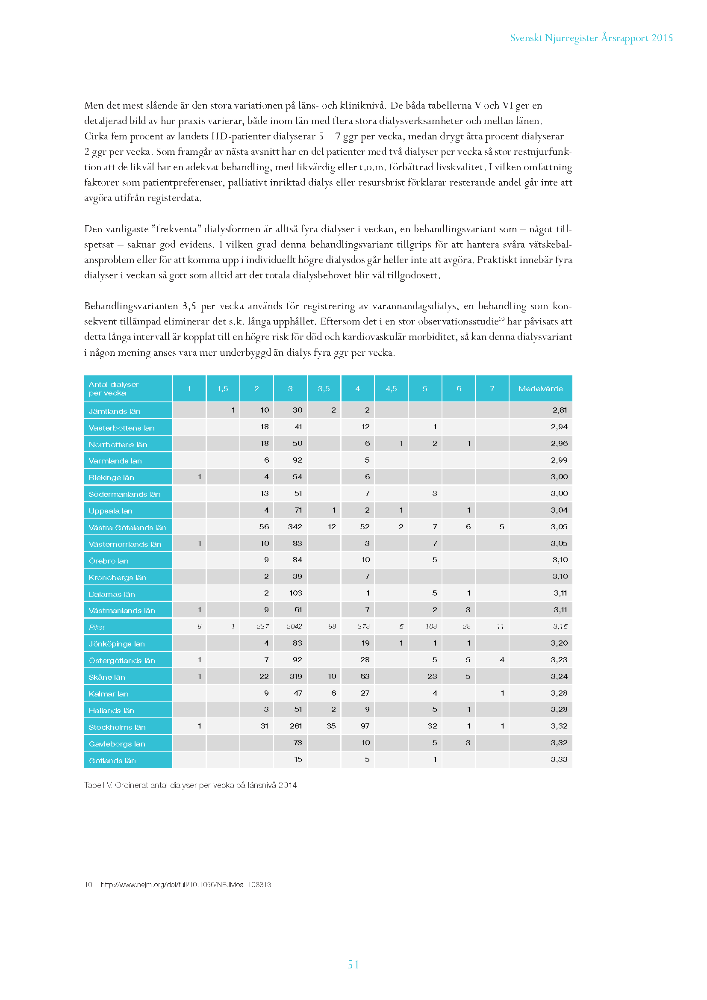 Svenskt Njurregister Årsrapport 2015
Men det mest slående är den stora variationen på läns- och kliniknivå. De båda tabellerna V och VI ger en
detaljerad bild av hur praxis varierar, både inom län med flera stora dialysverksamheter och mellan länen.
Cirka fem procent av landets HD-patienter dialyserar 5 – 7 ggr per vecka, medan drygt åtta procent dialyserar
2 ggr per vecka. Som framgår av nästa avsnitt har en del patienter med två dialyser per vecka så stor restnjurfunk-
tion att de likväl har en adekvat behandling, med likvärdig eller t.o.m. förbättrad livskvalitet. I vilken omfattning
faktorer som patientpreferenser, palliativt inriktad dialys eller resursbrist förklarar resterande andel går inte att
avgöra utifrån registerdata.
Den vanligaste ”frekventa” dialysformen är alltså fyra dialyser i veckan, en behandlingsvariant som – något till-
spetsat – saknar god evidens. I vilken grad denna behandlingsvariant tillgrips för att hantera svåra vätskebal-
ansproblem eller för att komma upp i individuellt högre dialysdos går heller inte att avgöra. Praktiskt innebär fyra
dialyser i veckan så gott som alltid att det totala dialysbehovet blir väl tillgodosett.
Behandlingsvarianten 3,5 per vecka används för registrering av varannandagsdialys, en behandling som kon-
sekvent tillämpad eliminerar det s.k. långa upphållet. Eftersom det i en stor observationsstudie10 har påvisats att
detta långa intervall är kopplat till en högre risk för död och kardiovaskulär morbiditet, så kan denna dialysvariant
i någon mening anses vara mer underbyggd än dialys fyra ggr per vecka.
Antal dialyser
per vecka 1 1,5 2 3 3,5 4 4,5 5 6 7 Medelvärde
Jämtlands län 1 10 30 2 2 2,81
Västerbottens län 18 41 12 1 2,94
Norrbottens län 18 50 6 1 2 1 2,96
Värmlands län 6 92 5 2,99
Blekinge län 1 4 54 6 3,00
Södermanlands län 13 51 7 3 3,00
Uppsala län 4 71 1 2 1 1 3,04
Västra Götalands län 56 342 12 52 2 7 6 5 3,05
Västernorrlands län 1 10 83 3 7 3,05
Örebro län 9 84 10 5 3,10
Kronobergs län 2 39 7 3,10
Dalarnas län 2 103 1 5 1 3,11
Västmanlands län 1 9 61 7 2 3 3,11
Riket 6 1 237 2042 68 378 5 108 28 11 3,15
Jönköpings län 4 83 19 1 1 1 3,20
Östergötlands län 1 7 92 28 5 5 4 3,23
Skåne län 1 22 319 10 63 23 5 3,24
Kalmar län 9 47 6 27 4 1 3,28
Hallands län 3 51 2 9 5 1 3,28
Stockholms län 1 31 261 35 97 32 1 1 3,32
Gävleborgs län 73 10 5 3 3,32
Gotlands län 15 5 1 3,33
Tabell V. Ordinerat antal dialyser per vecka på länsnivå 2014
10 http://www.nejm.org/doi/full/10.1056/NEJMoa1103313
51